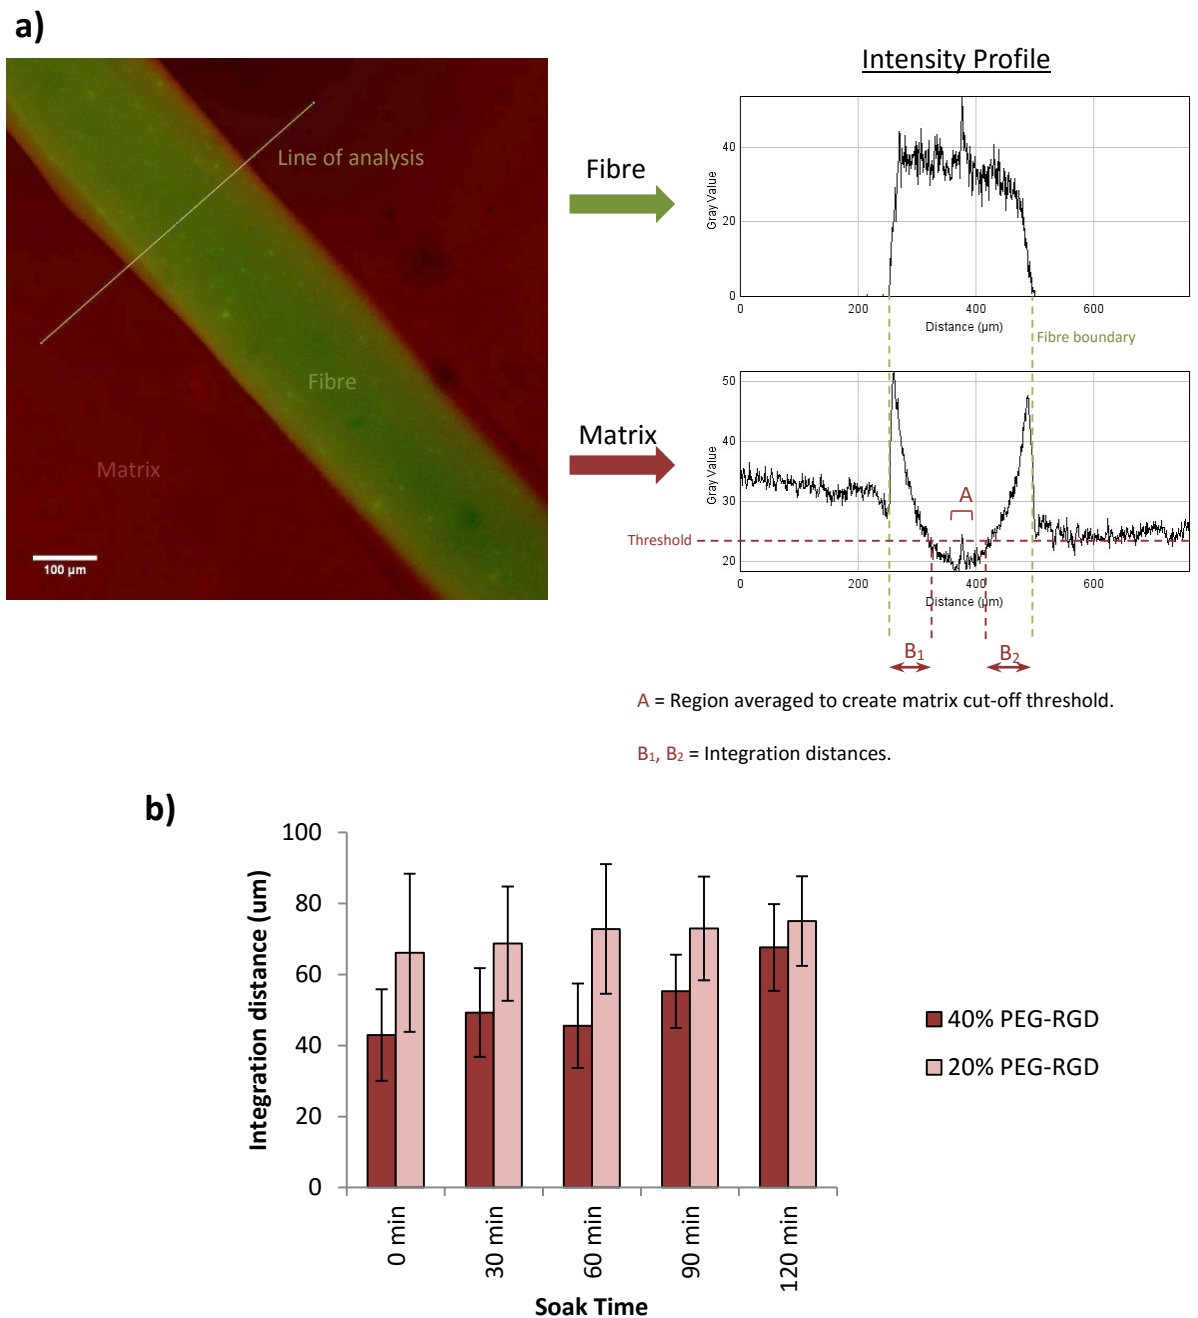 a)
Line of analysis
Fibre
Matrix
100 µm
Fibre
Matrix
Intensity Profile
Gray Value
40
20
0
0
200
400
600
Distance (µm)
Fibre boundary
Gray Value
50
40
30
20
A
Threshold
0
200
400
600
Distance (µm)
B1
B2
A = Region averaged to create matrix cut-off threshold.
B1, B2 = Integration distances.
b)
Integration distance (um)
100
80
60
40
20
0
0 min
30 min
60 min
90 min
120 min
Soak Time
40% PEG-RGD
20% PEG-RGD